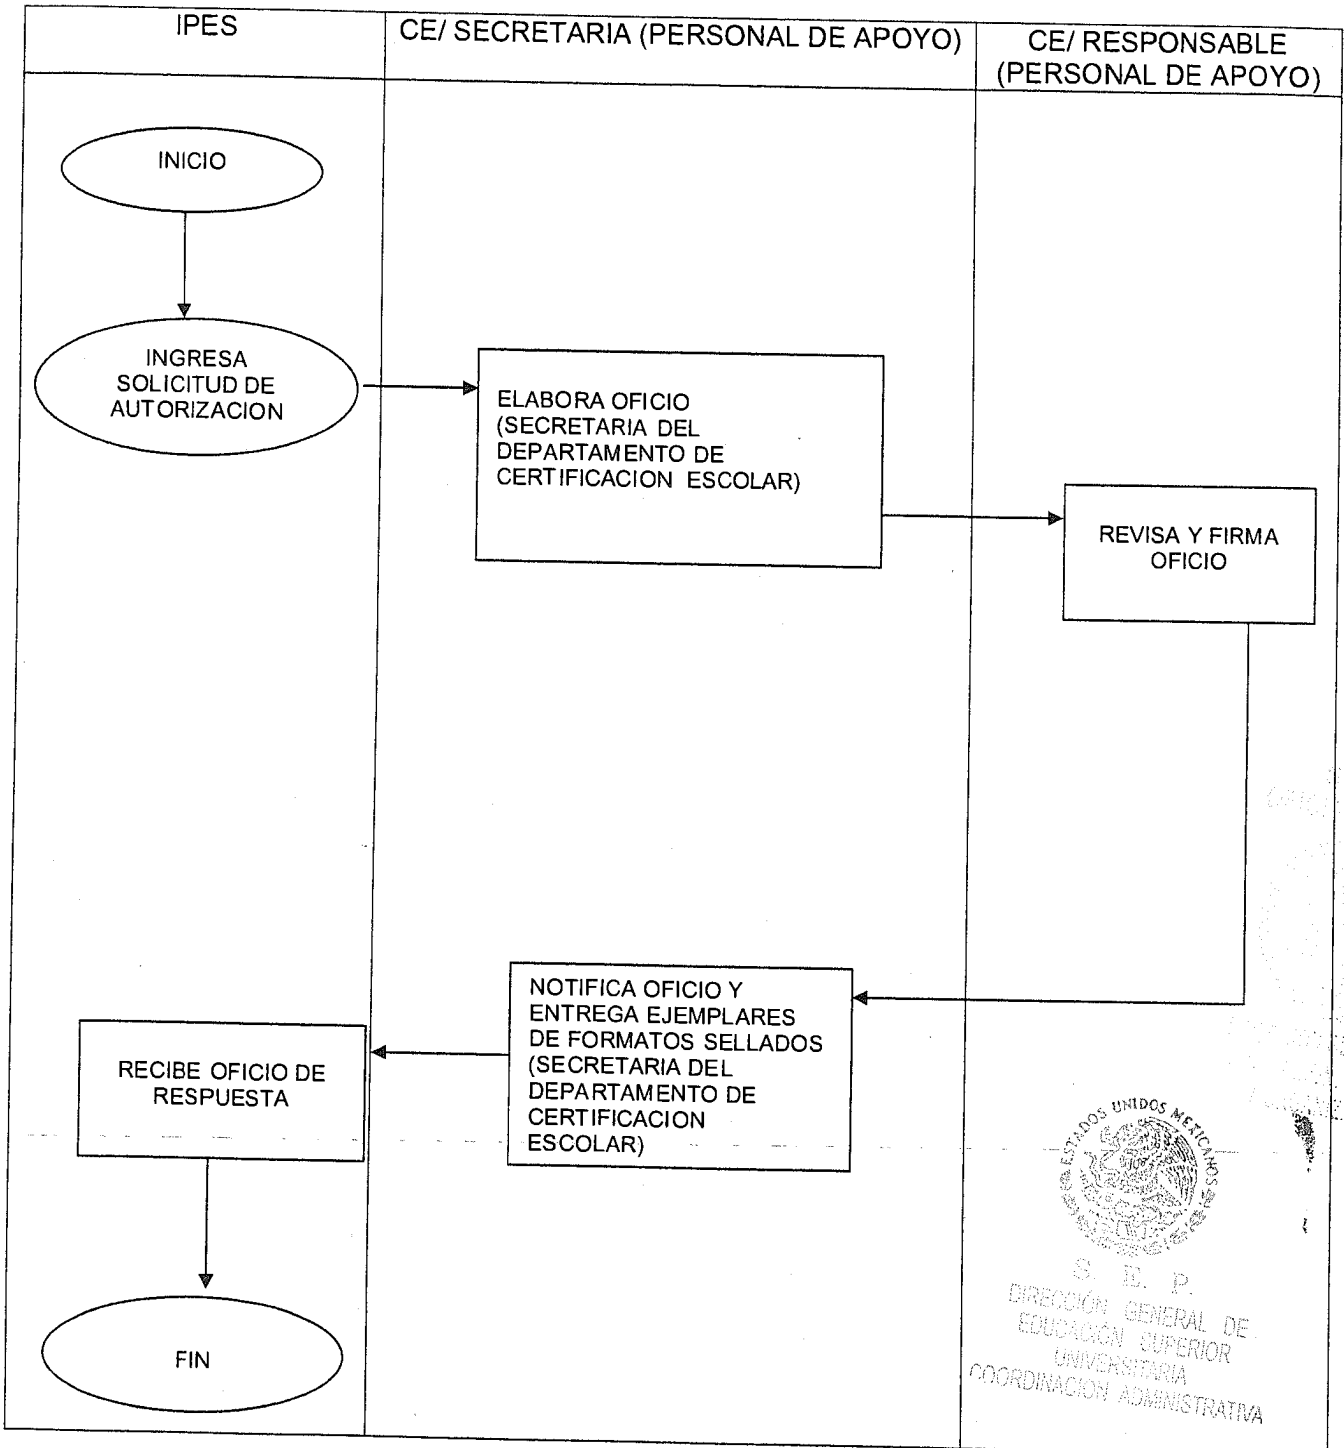 IPES
CE/ SECRETARIA (PERSONAL DE APOYO)
CE/ RESPONSABLE
(PERSONAL DE APOYO)
INICIO
INGRESA
SOLICITUD DE
AUTORIZACION
ELABORA OFICIO
(SECRETARIA DEL
DEPARTAMENTO DE
CERTIFICACION ESCOLAR)
REVISA Y FIRMA
OFICIO
NOTIFICA OFICIO Y
ENTREGA EJEMPLARES
DE FORMATOS SELLADOS
(SECRETARIA DEL
DEPARTAMENTO DE
CERTIFICACION
ESCOLAR)
RECIBE OFICIO DE
RESPUESTA
FIN
ESTADOS UNIDOS MEXICANOS
S. E. P.
DIRECCIÓN GENERAL DE
EDUCACIÓN SUPERIOR
UNIVERSITARIA
COORDINACIÓN ADMINISTRATIVA